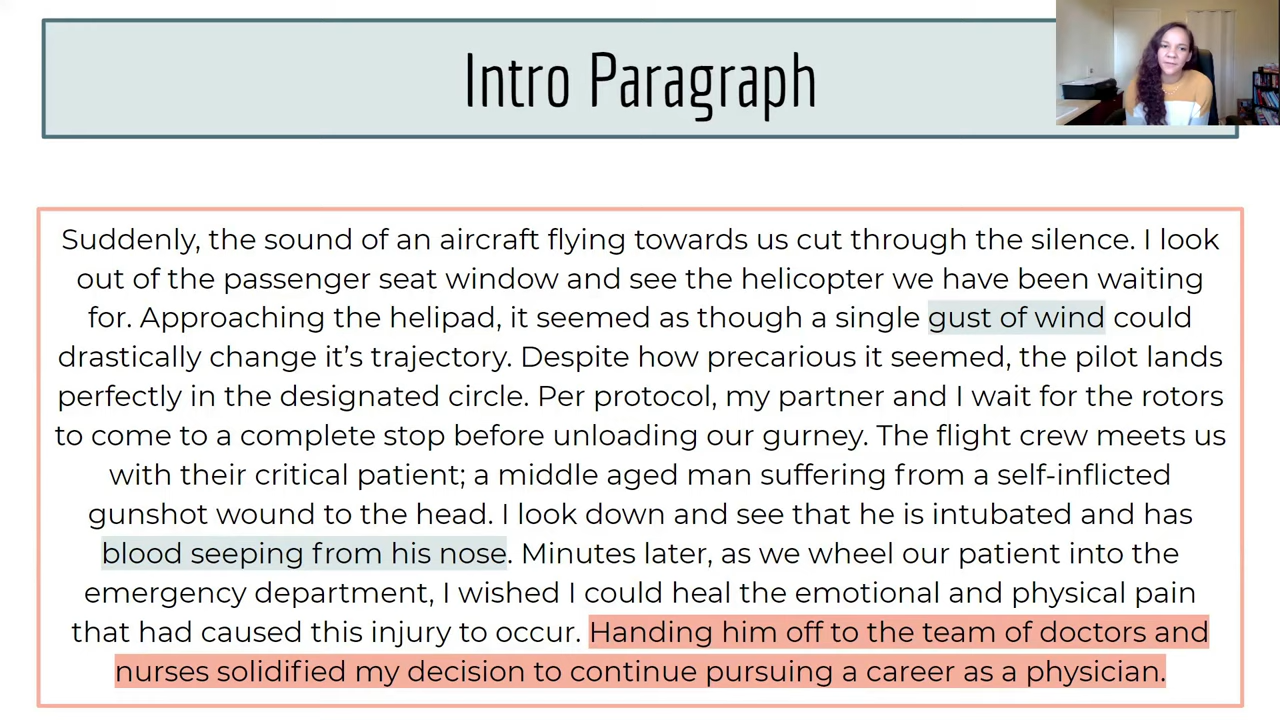 Intro Paragraph
Suddenly, the sound of an aircraft flying towards us cut through the silence. I look
out of the passenger seat window and see the helicopter we have been waiting
for. Approaching the helipad, it seemed as though a single gust of wind could
drastically change it's trajectory. Despite how precarious it seemed, the pilot lands
perfectly in the designated circle. Per protocol, my partner and I wait for the rotors
to come to a complete stop before unloading our gurney. The flight crew meets us
with their critical patient; a middle aged man suffering from a self-inflicted
gunshot wound to the head. I look down and see that he is intubated and has
blood seeping from his nose. Minutes later, as we wheel our patient into the
emergency department, I wished I could heal the emotional and physical pain
that had caused this injury to occur. Handing him off to the team of doctors and
nurses solidified my decision to continue pursuing a career as a physician.